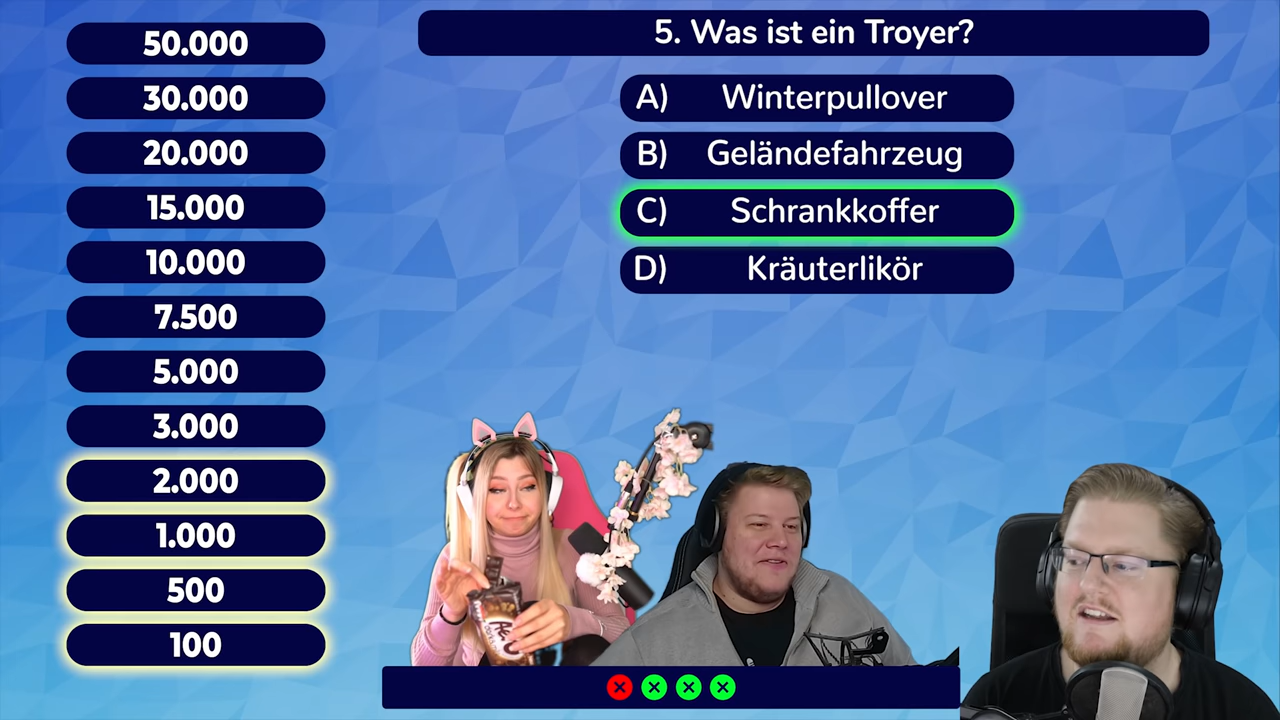 50.000
30.000
20.000
15.000
10.000
7.500
5.000
3.000
2.000
1.000
500
100
5. Was ist ein Troyer?
A) Winterpullover
B) Geländefahrzeug
C) Schrankkoffer
D) Kräuterlikör